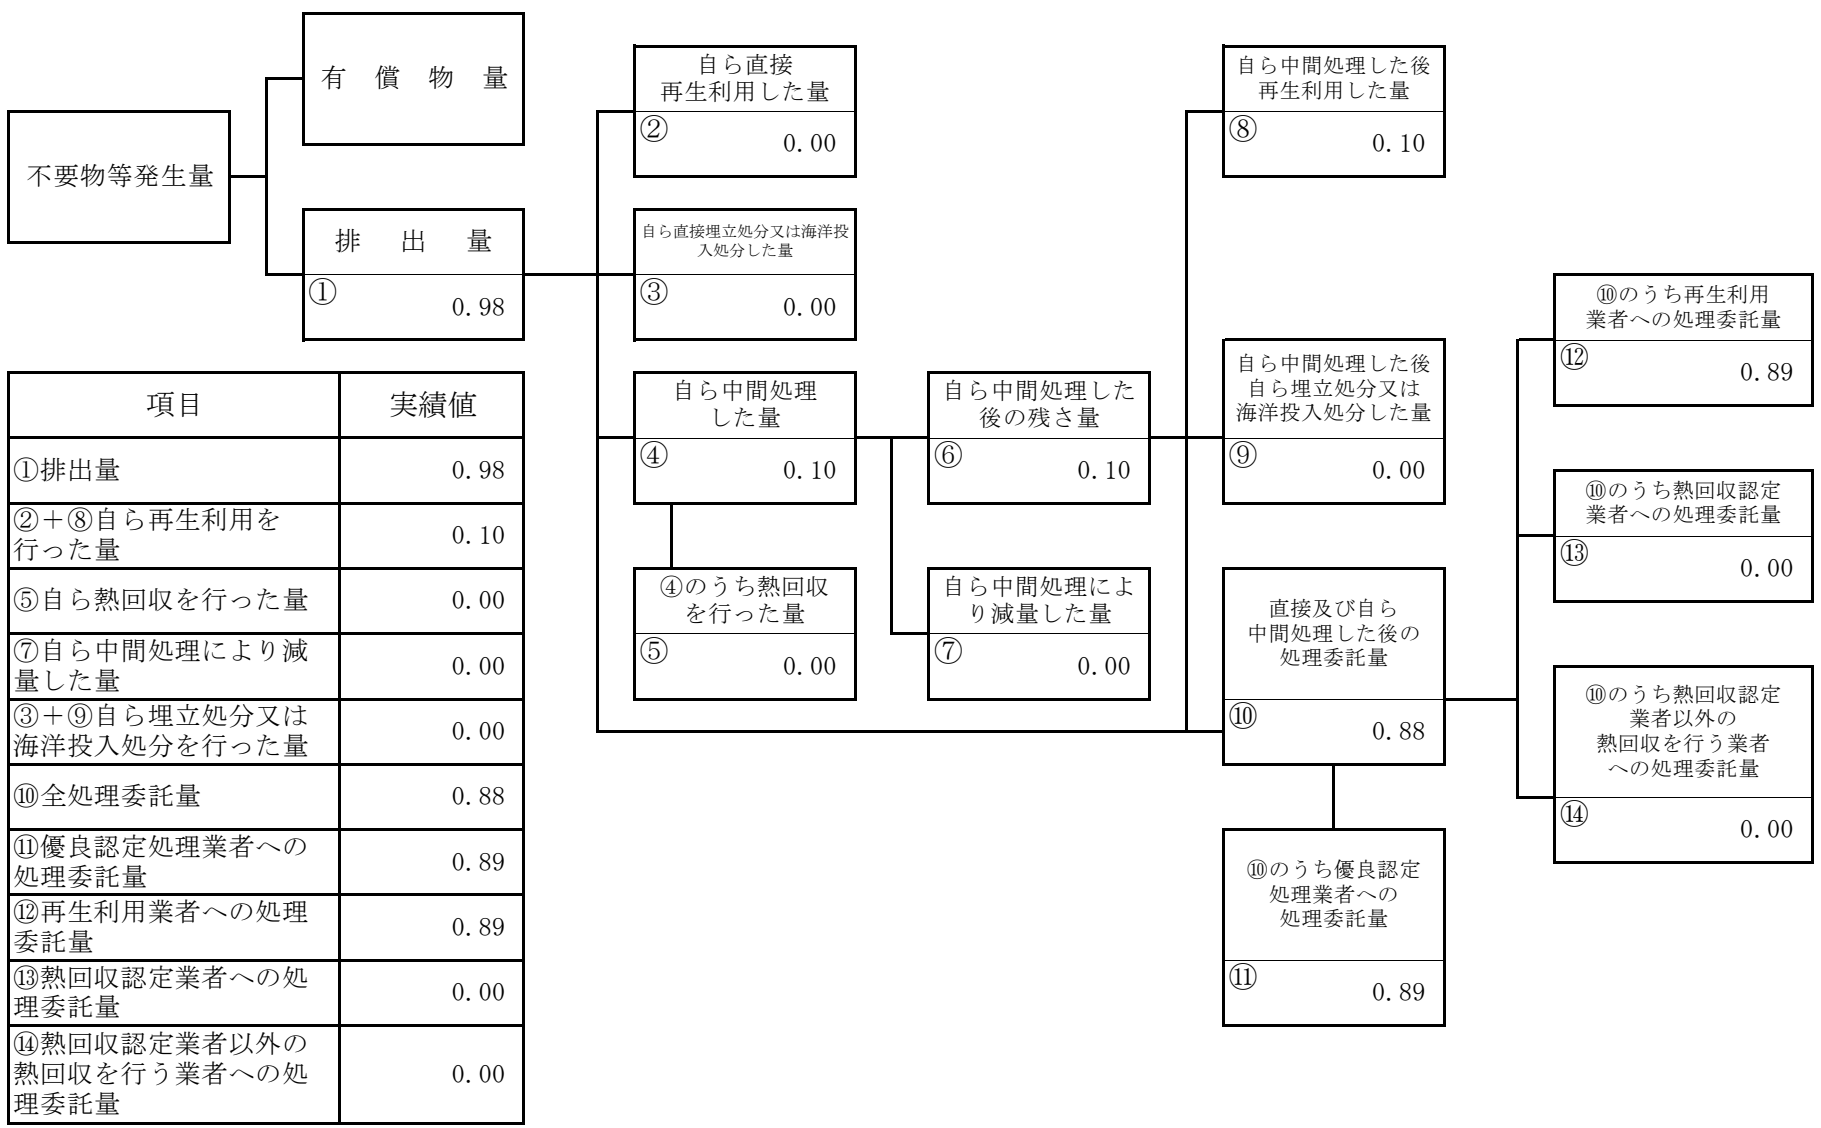 有償物量
不要物等発生量
排出量
①
0.98
自ら直接
再生利用した量
②
0.00
自ら直接埋立処分又は海洋投
入処分した量
③
0.00
自ら中間処理
した量
④
0.10
④のうち熱回収
を行った量
⑤
0.00
自ら中間処理した
後の残さ量
⑥
0.10
自ら中間処理によ
り減量した量
⑦
0.00
自ら中間処理した後
再生利用した量
⑧
0.10
自ら中間処理した後
自ら埋立処分又は
海洋投入処分した量
⑨
0.00
直接及び自ら
中間処理した後の
処理委託量
⑩
0.88
⑩のうち優良認定
処理業者への
処理委託量
⑪
0.89
⑩のうち再生利用
業者への処理委託量
⑫
0.89
⑩のうち熱回収認定
業者への処理委託量
⑬
0.00
⑩のうち熱回収認定
業者以外の
熱回収を行う業者
への処理委託量
⑭
0.00
項目 実績値
①排出量 0.98
②＋⑧自ら再生利用を
行った量 0.10
⑤自ら熱回収を行った量 0.00
⑦自ら中間処理により減
量した量 0.00
③＋⑨自ら埋立処分又は
海洋投入処分を行った量 0.00
⑩全処理委託量 0.88
⑪優良認定処理業者への
処理委託量 0.89
⑫再生利用業者への処理
委託量 0.89
⑬熱回収認定業者への処
理委託量 0.00
⑭熱回収認定業者以外の
熱回収を行う業者への処
理委託量 0.00